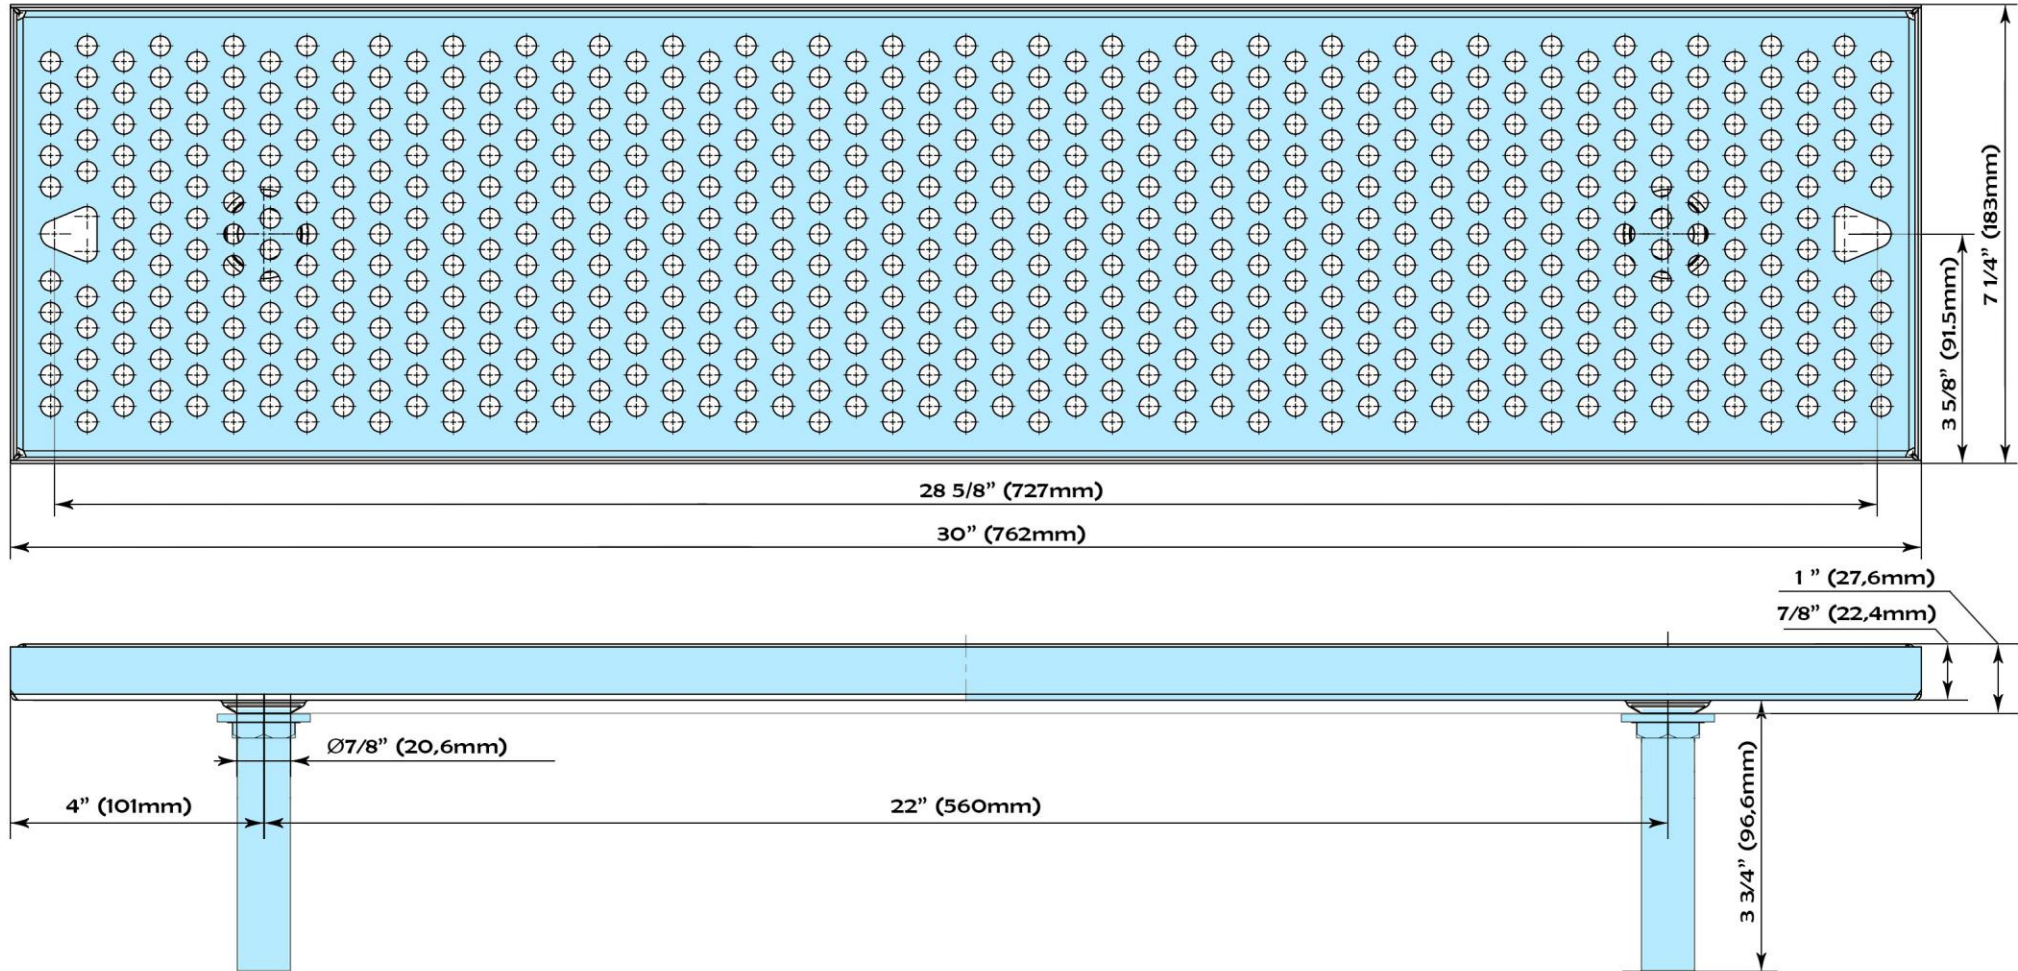 7 1/4” (183mm)
3 5/8” (91.5mm)
28 5/8” (727mm)
30” (762mm)
1 ” (27,6mm)
7/8” (22,4mm)
Ø7/8” (20,6mm)
4” (101mm)
22” (560mm)
3 3/4” (96,6mm)